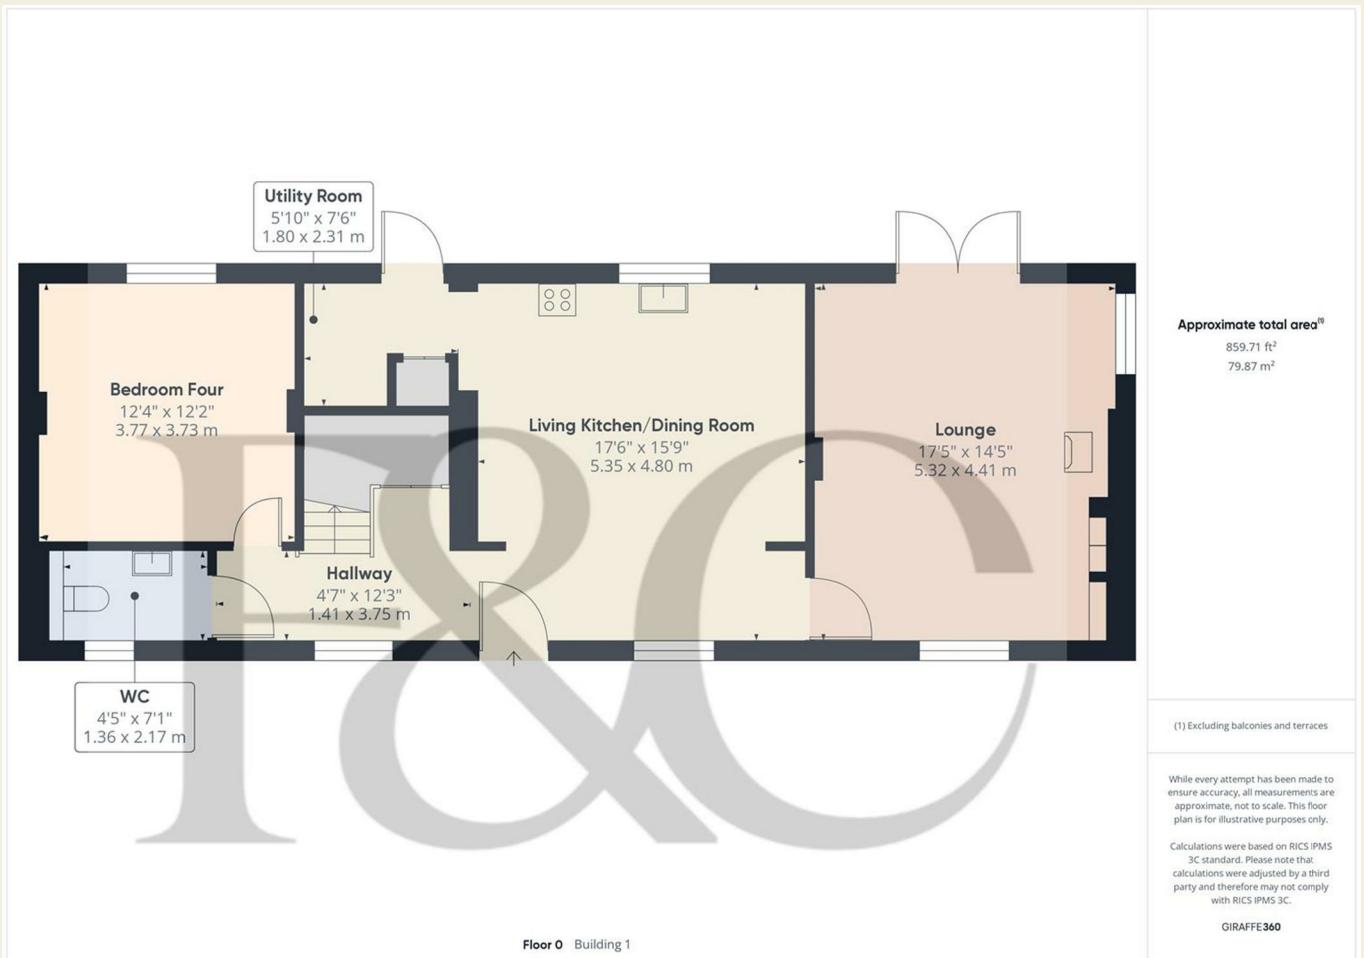 Utility Room
5'10" x 7'6"
1.80 x 2.31 m
Bedroom Four
12'4" x 12'2"
3.77 x 3.73 m
Living Kitchen/Dining Room
17'6" x 15'9"
5.35 x 4.80 m
Lounge
17'5" x 14'5"
5.32 x 4.41 m
Hallway
4'7" x 12'3"
1.41 x 3.75 m
WC
4'5" x 7'1"
1.36 x 2.17 m
F&C
Floor 0 Building 1
Approximate total area(1)
859.71 ft²
79.87 m²
(1) Excluding balconies and terraces
While every attempt has been made to
ensure accuracy, all measurements are
approximate, not to scale. This floor
plan is for illustrative purposes only.
Calculations were based on RICS IPMS
3C standard. Please note that
calculations were adjusted by a third
party and therefore may not comply
with RICS IPMS 3C.
GIRAFFE360